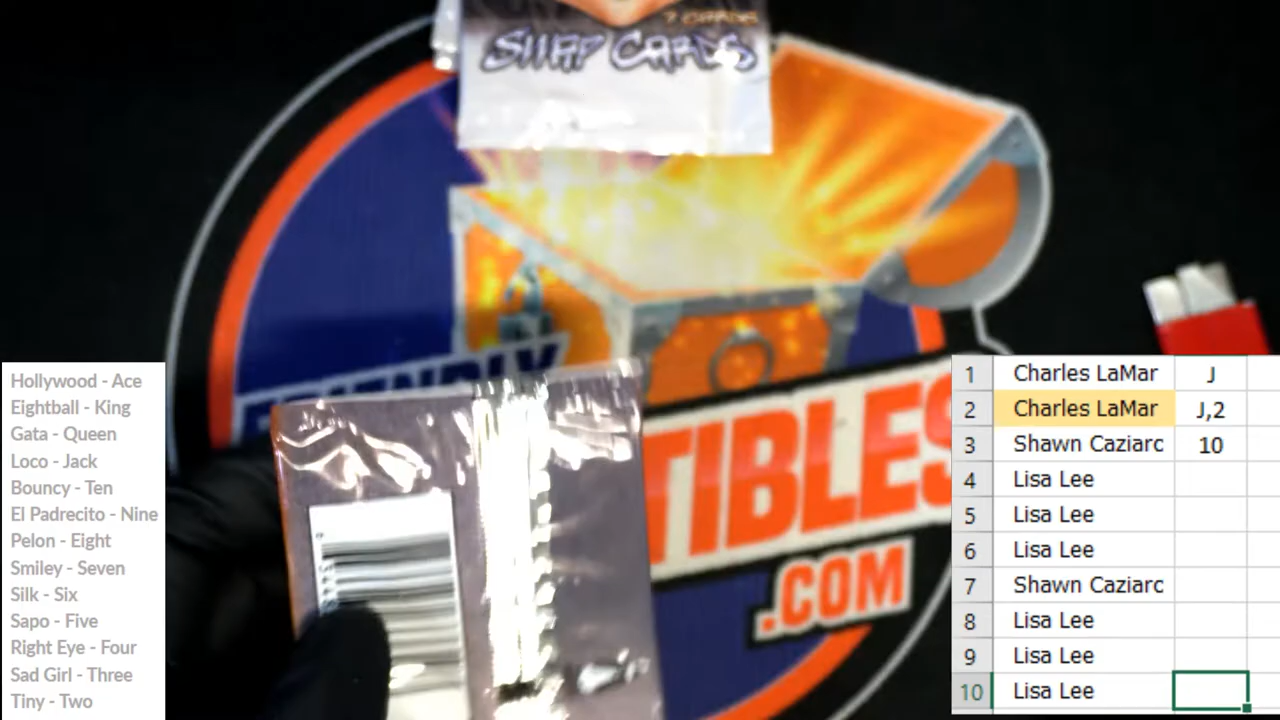 7 CARDS
SWAP CARDS
FRIENDLY
TIBLES
.COM
Hollywood - Ace
Eightball - King
Gata - Queen
Loco - Jack
Bouncy - Ten
El Padrecito - Nine
Pelon - Eight
Smiley - Seven
Silk - Six
Sapo - Five
Right Eye - Four
Sad Girl - Three
Tiny - Two
1 Charles LaMar J
2 Charles LaMar J,2
3 Shawn Caziarc 10
4 Lisa Lee
5 Lisa Lee
6 Lisa Lee
7 Shawn Caziarc
8 Lisa Lee
9 Lisa Lee
10 Lisa Lee